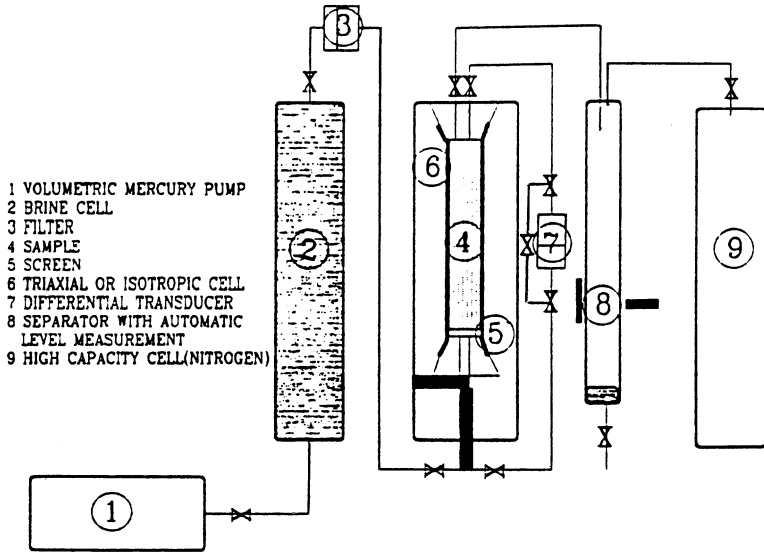 1 VOLUMETRIC MERCURY PUMP
2 BRINE CELL
3 FILTER
4 SAMPLE
5 SCREEN
6 TRIAXIAL OR ISOTROPIC CELL
7 DIFFERENTIAL TRANSDUCER
8 SEPARATOR WITH AUTOMATIC
LEVEL MEASUREMENT
9 HIGH CAPACITY CELL(NITROGEN)
3
6
2
4
7
9
8
5
1